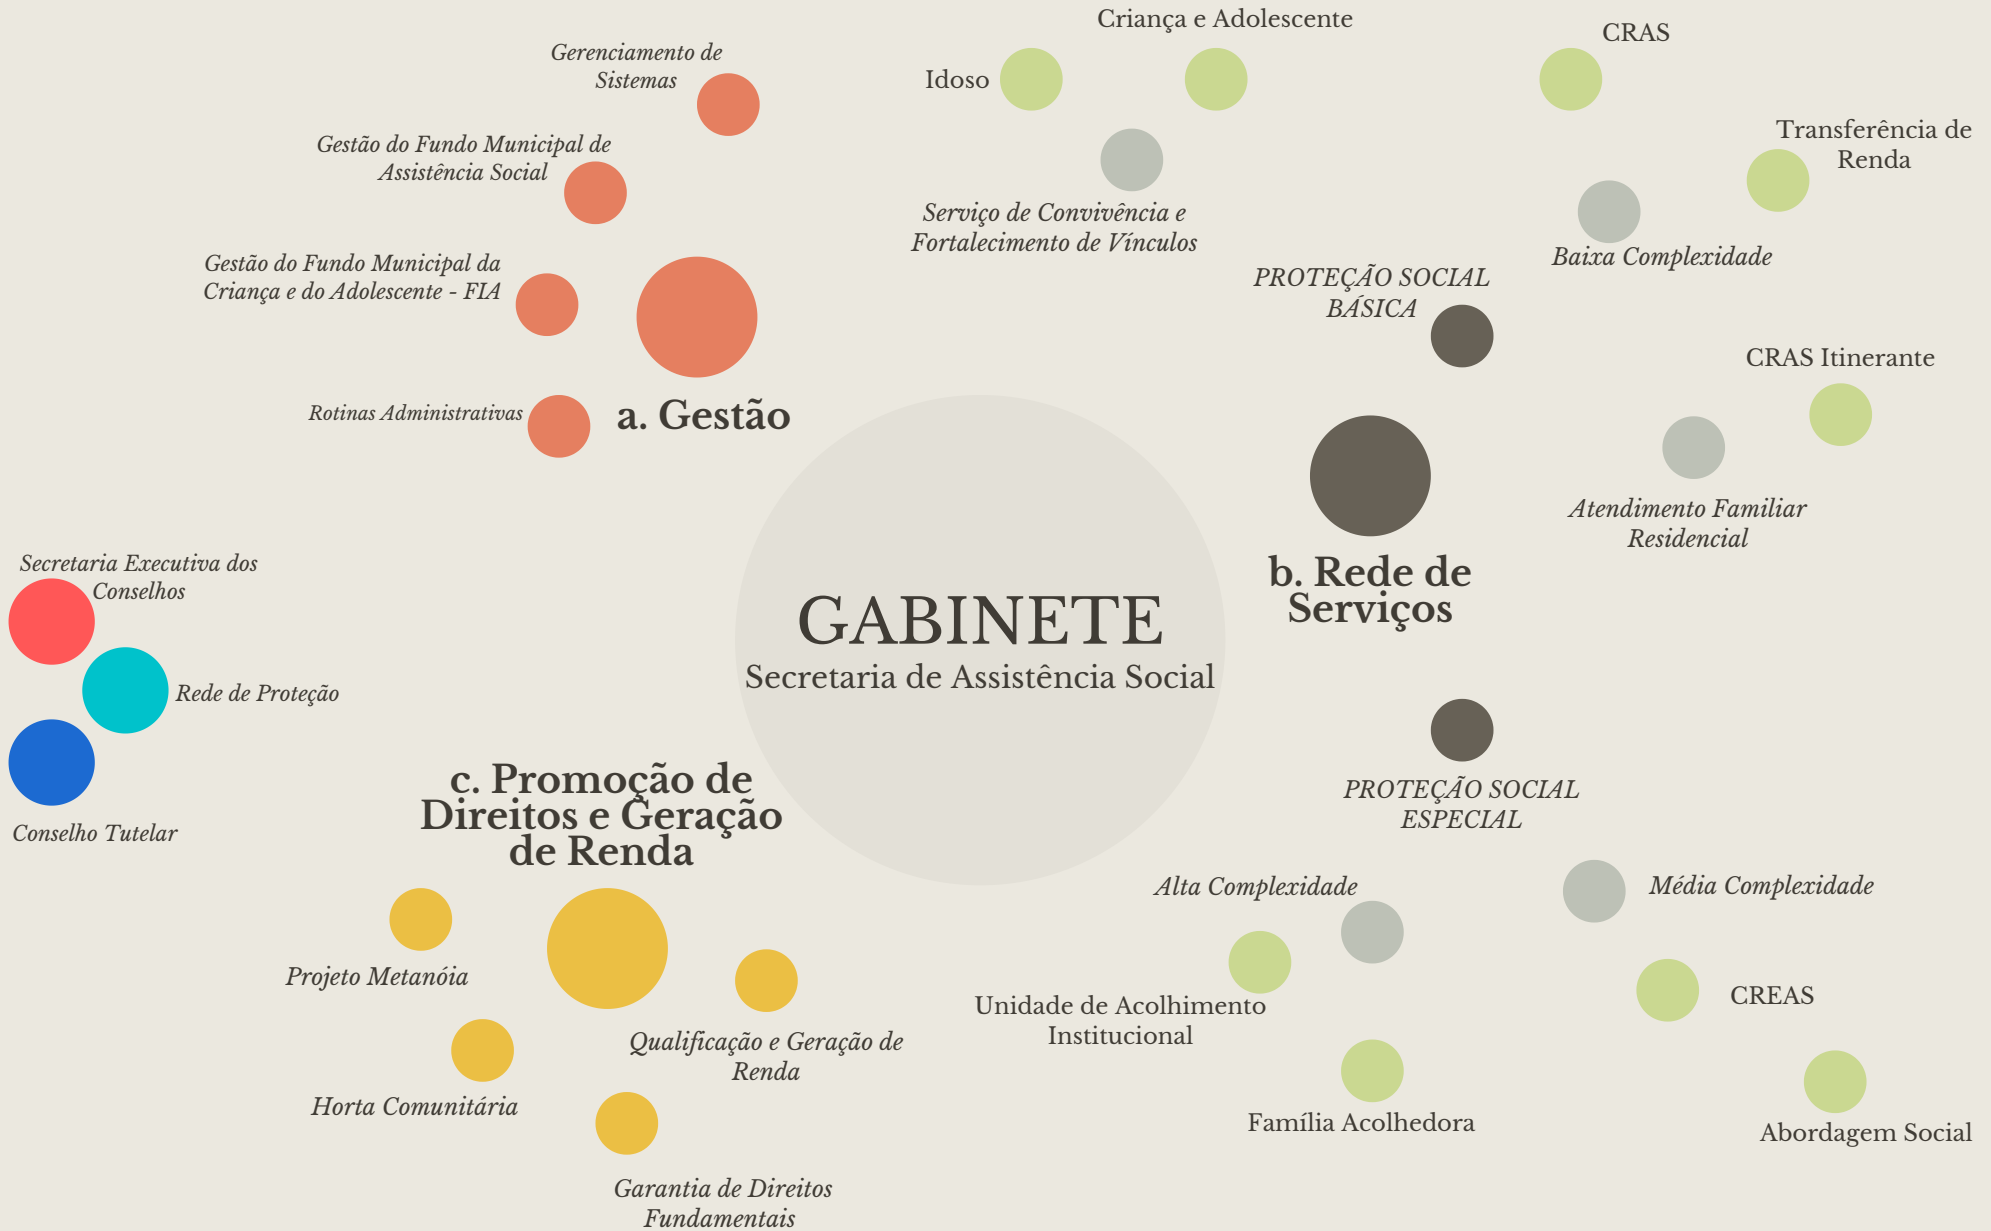 Gerenciamento de
Sistemas
Gestão do Fundo Municipal de
Assistência Social
Gestão do Fundo Municipal da
Criança e do Adolescente - FIA
Rotinas Administrativas
a. Gestão
Criança e Adolescente
Idoso
Serviço de Convivência e
Fortalecimento de Vínculos
CRAS
Transferência de
Renda
Baixa Complexidade
PROTEÇÃO SOCIAL
BÁSICA
CRAS Itinerante
Atendimento Familiar
Residencial
b. Rede de
Serviços
GABINETE
Secretaria de Assistência Social
Secretaria Executiva dos
Conselhos
Rede de Proteção
Conselho Tutelar
c. Promoção de
Direitos e Geração
de Renda
Projeto Metanóia
Horta Comunitária
Qualificação e Geração de
Renda
Garantia de Direitos
Fundamentais
PROTEÇÃO SOCIAL
ESPECIAL
Alta Complexidade
Média Complexidade
Unidade de Acolhimento
Institucional
Família Acolhedora
CREAS
Abordagem Social